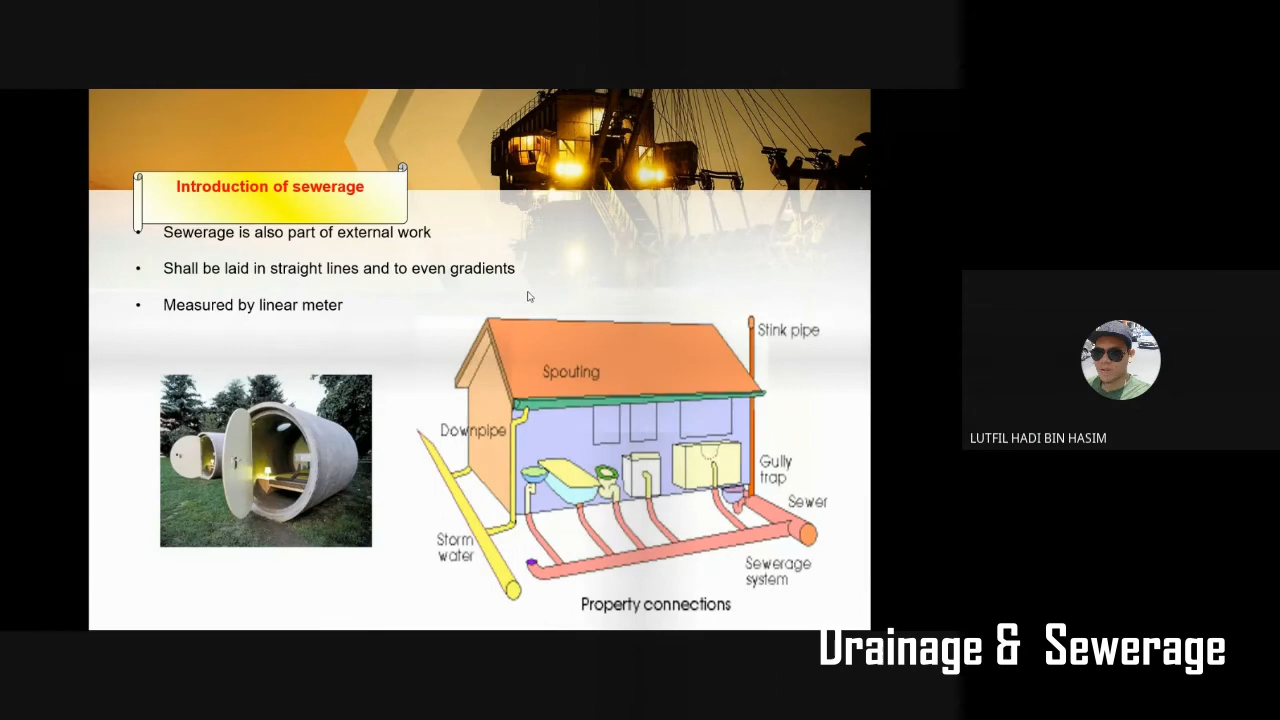 Introduction of sewerage
• Sewerage is also part of external work
• Shall be laid in straight lines and to even gradients
• Measured by linear meter
Stink pipe
Spouting
Downpipe
Gully
trap
Sewer
Storm
water
Sewerage
system
Property connections
LUTFIL HADI BIN HASIM
Drainage & Sewerage